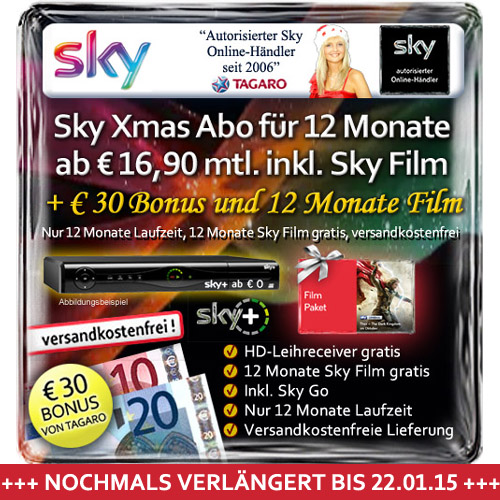 sky
“Autorisierter Sky
Online-Händler
seit 2006”
TAGARO
sky
autorisierter
Online-Händler
Sky Xmas Abo für 12 Monate
ab € 16,90 mtl. inkl. Sky Film
+ € 30 Bonus und 12 Monate Film
Nur 12 Monate Laufzeit, 12 Monate Sky Film gratis, versandkostenfrei
sky+
sky+ ab € 0
Abbildungsbeispiel
sky+
Film
Paket
versandkostenfrei !
€ 30
BONUS
VON TAGARO
10
20
HD-Leihreceiver gratis
12 Monate Sky Film gratis
Inkl. Sky Go
Nur 12 Monate Laufzeit
Versandkostenfreie Lieferung
+++ NOCHMALS VERLÄNGERT BIS 22.01.15 +++